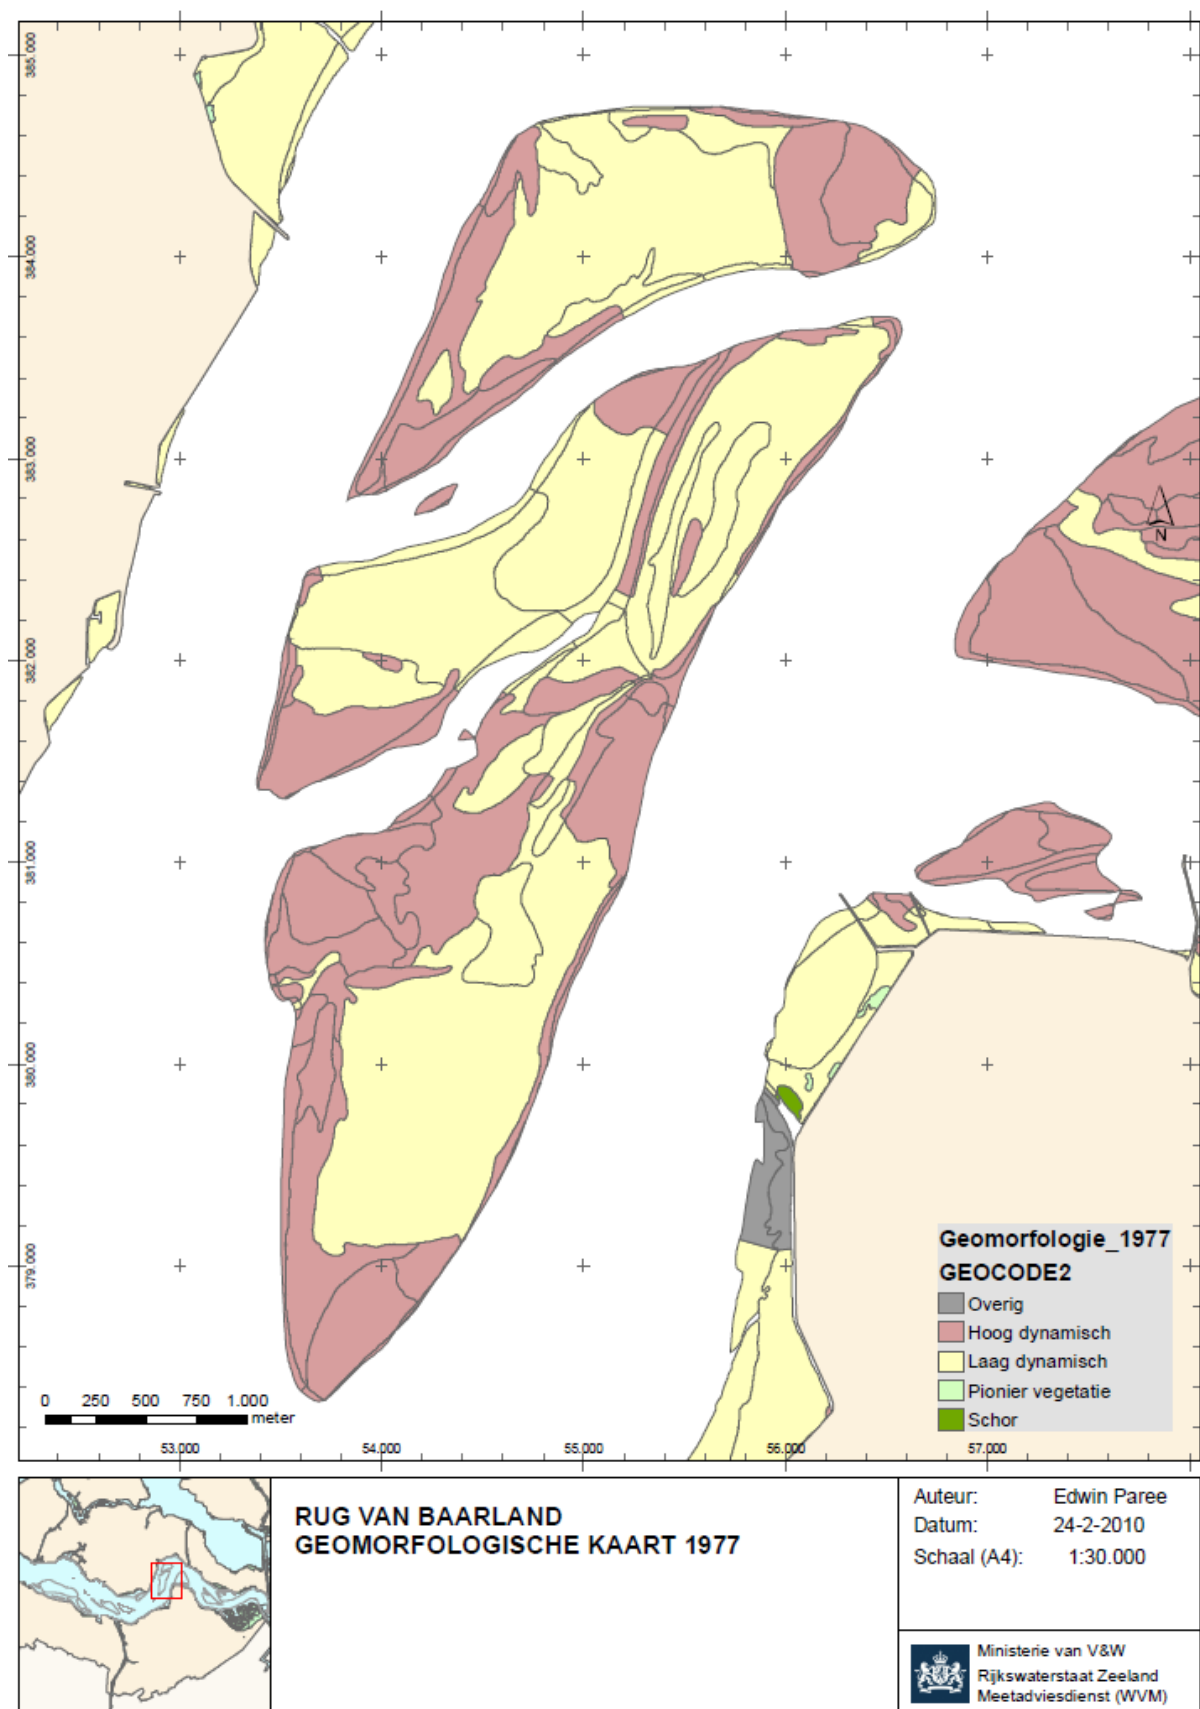 385.000
384.000
383.000
382.000
381.000
380.000
379.000
N
Geomorfologie_1977
GEOCODE2
Overig
Hoog dynamisch
Laag dynamisch
Pionier vegetatie
Schor
0 250 500 750 1.000
meter
53.000 54.000 55.000 56.000 57.000
RUG VAN BAARLAND
GEOMORFOLOGISCHE KAART 1977
Auteur: Edwin Paree
Datum: 24-2-2010
Schaal (A4): 1:30.000
Ministerie van V&W
Rijkswaterstaat Zeeland
Meetadviesdienst (WVM)